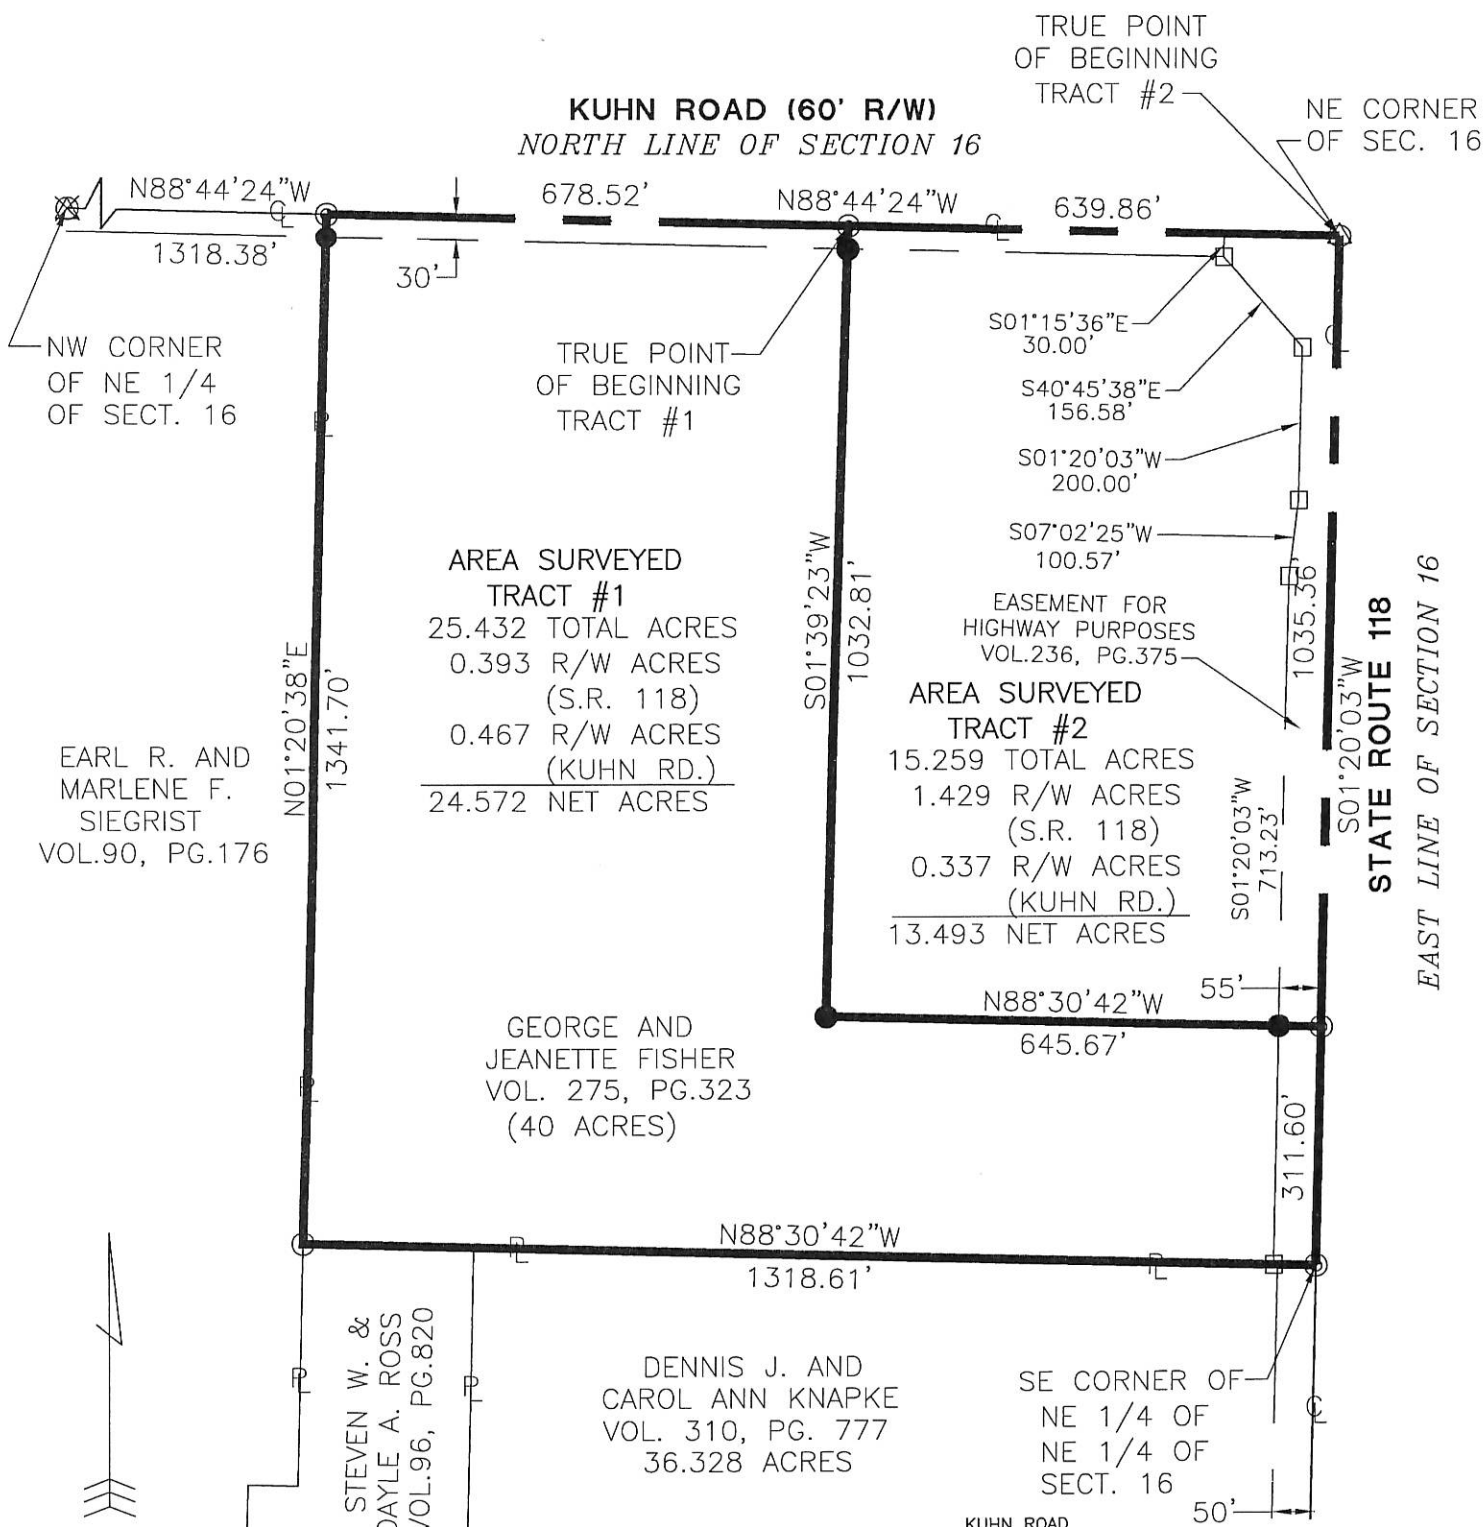 TRUE POINT
OF BEGINNING
TRACT #2
NE CORNER
OF SEC. 16
KUHN ROAD (60' R/W)
NORTH LINE OF SECTION 16
N88°44'24"W
1318.38'
678.52'
N88°44'24"W
639.86'
30'
NW CORNER
OF NE 1/4
OF SECT. 16
TRUE POINT
OF BEGINNING
TRACT #1
S01°15'36"E
30.00'
S40°45'38"E
156.58'
S01°20'03"W
200.00'
S07°02'25"W
100.57'
EASEMENT FOR
HIGHWAY PURPOSES
VOL.236, PG.375
AREA SURVEYED
TRACT #1
25.432 TOTAL ACRES
0.393 R/W ACRES
(S.R. 118)
0.467 R/W ACRES
(KUHN RD.)
24.572 NET ACRES
N01°20'38"E
1341.70'
S01°39'23"W
1032.81'
AREA SURVEYED
TRACT #2
15.259 TOTAL ACRES
1.429 R/W ACRES
(S.R. 118)
0.337 R/W ACRES
(KUHN RD.)
13.493 NET ACRES
1035.36'
S01°20'03"W
STATE ROUTE 118
EAST LINE OF SECTION 16
S01°20'03"W
713.23'
EARL R. AND
MARLENE F.
SIEGRIST
VOL.90, PG.176
55'
N88°30'42"W
645.67'
GEORGE AND
JEANETTE FISHER
VOL. 275, PG.323
(40 ACRES)
311.60'
N88°30'42"W
1318.61'
STEVEN W. &
DAYLE A. ROSS
VOL.96, PG.820
DENNIS J. AND
CAROL ANN KNAPKE
VOL. 310, PG. 777
36.328 ACRES
SE CORNER OF
NE 1/4 OF
NE 1/4 OF
SECT. 16
50'
KUHN ROAD